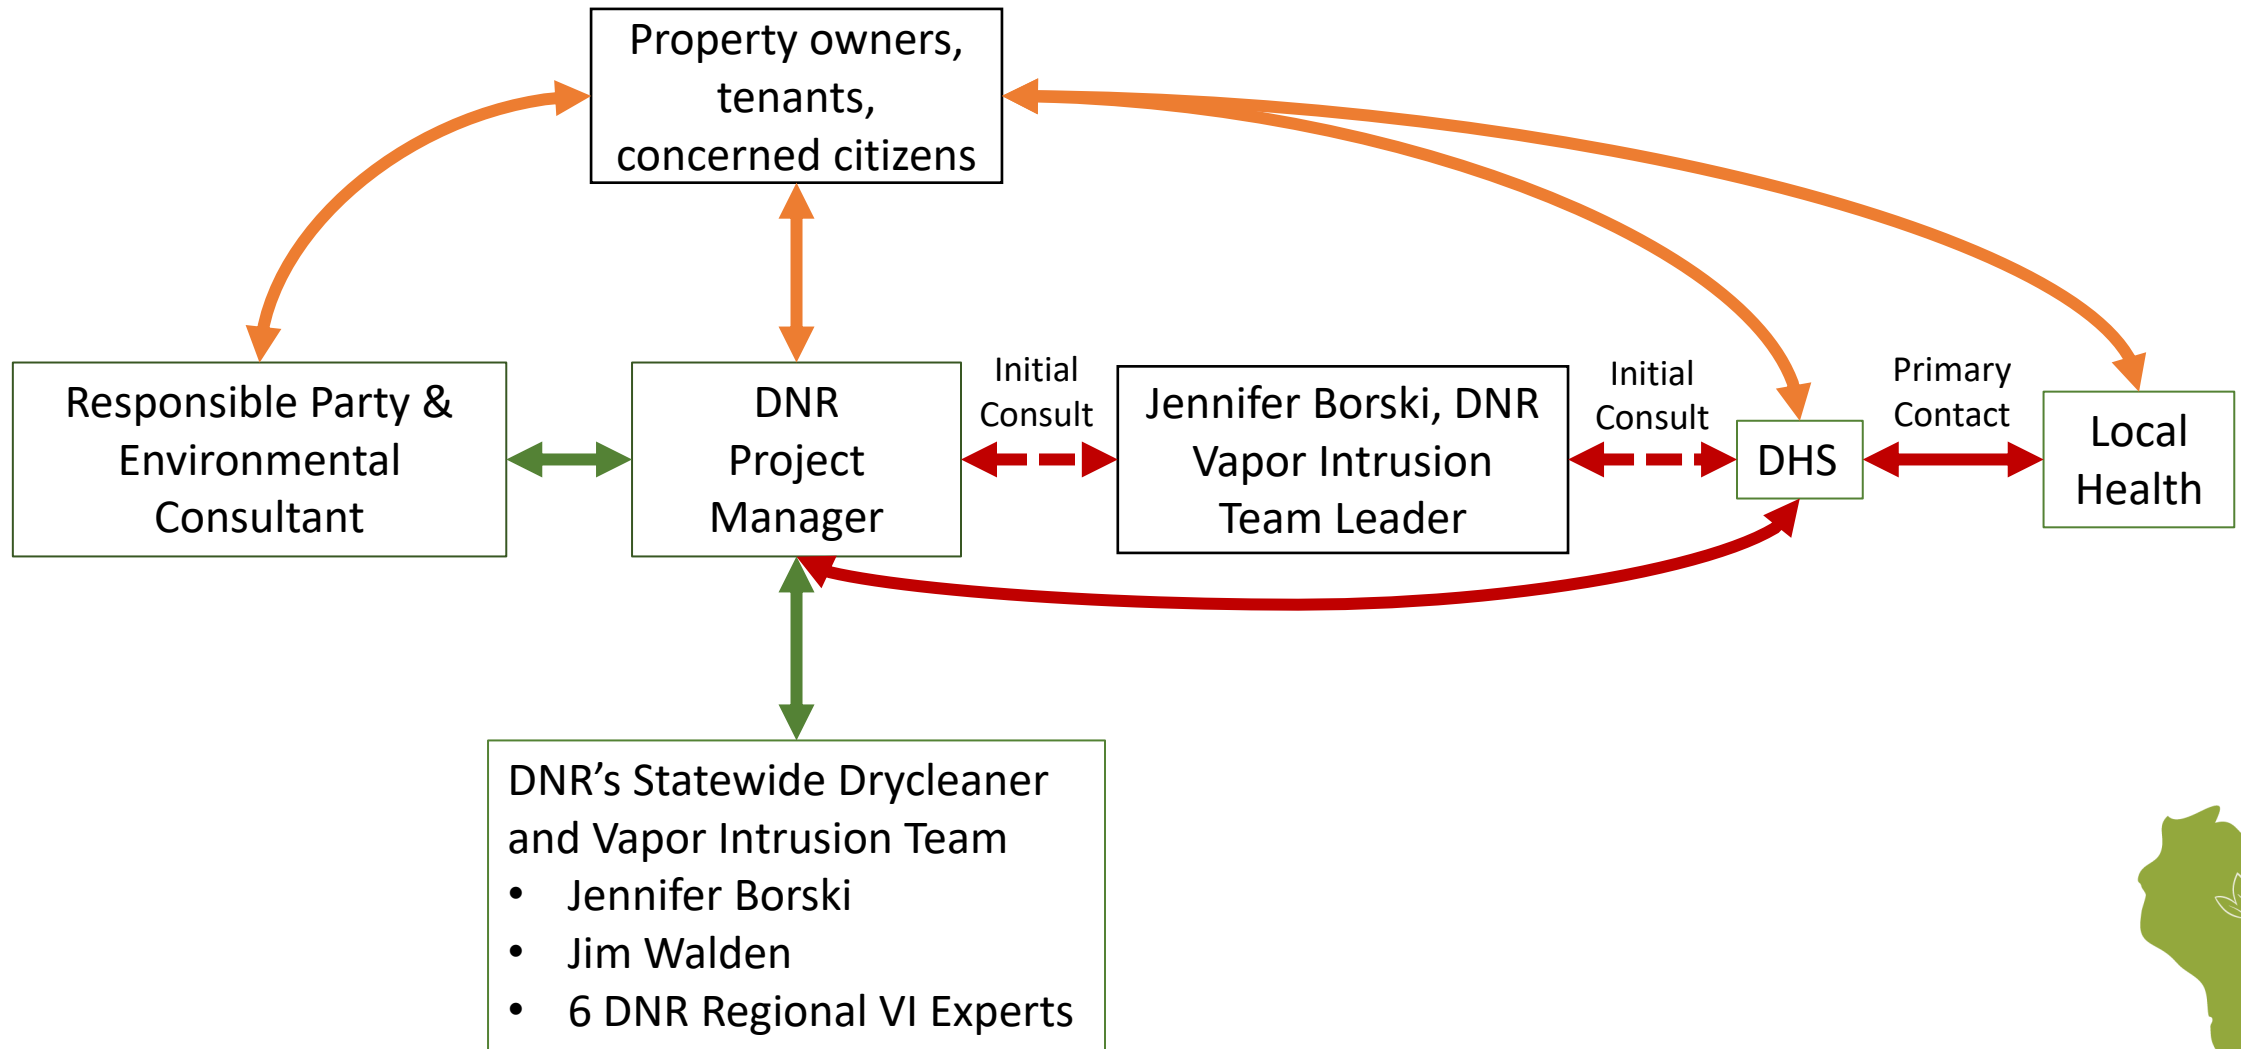 Property owners,
tenants,
concerned citizens
Responsible Party &
Environmental
Consultant
DNR
Project
Manager
Initial
Consult
Jennifer Borski, DNR
Vapor Intrusion
Team Leader
Initial
Consult
DHS
Primary
Contact
Local
Health
DNR’s Statewide Drycleaner
and Vapor Intrusion Team
• Jennifer Borski
• Jim Walden
• 6 DNR Regional VI Experts